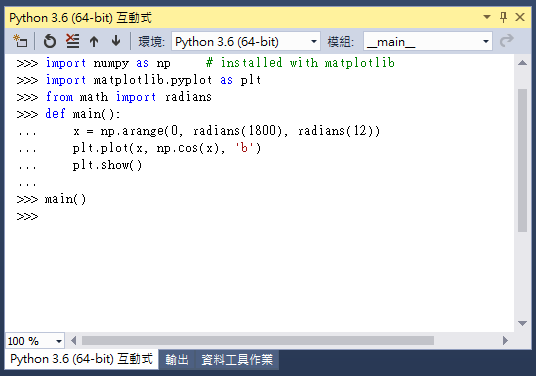 Python 3.6 (64-bit) 互動式
環境: Python 3.6 (64-bit) 模組: __main__
>>> import numpy as np     # installed with matplotlib
>>> import matplotlib.pyplot as plt
>>> from math import radians
>>> def main():
...     x = np.arange(0, radians(1800), radians(12))
...     plt.plot(x, np.cos(x), 'b')
...     plt.show()
...
>>> main()
>>>
100 %
Python 3.6 (64-bit) 互動式 輸出 資料工具作業